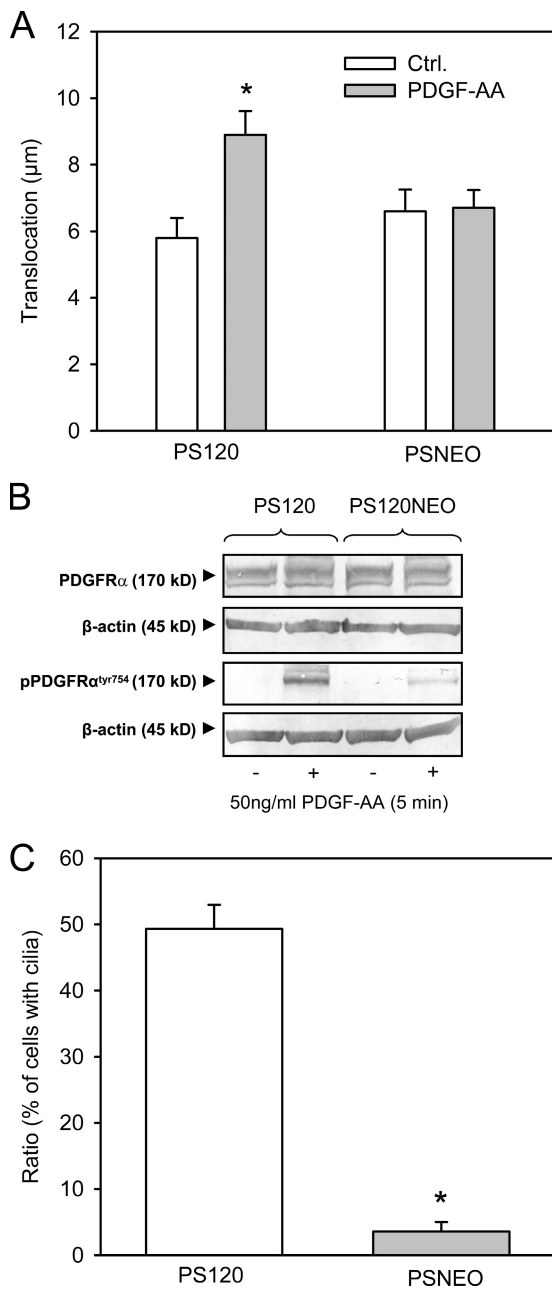 A
12
10
8
6
4
2
0
Translocation (µm)
Ctrl.
PDGF-AA
*
PS120
PSNEO
B
PS120
PS120NEO
PDGFRα (170 kD)
β-actin (45 kD)
pPDGFRαtyr754 (170 kD)
β-actin (45 kD)
- + - +
50ng/ml PDGF-AA (5 min)
C
60
50
40
30
20
10
0
Ratio (% of cells with cilia)
*
PS120
PSNEO